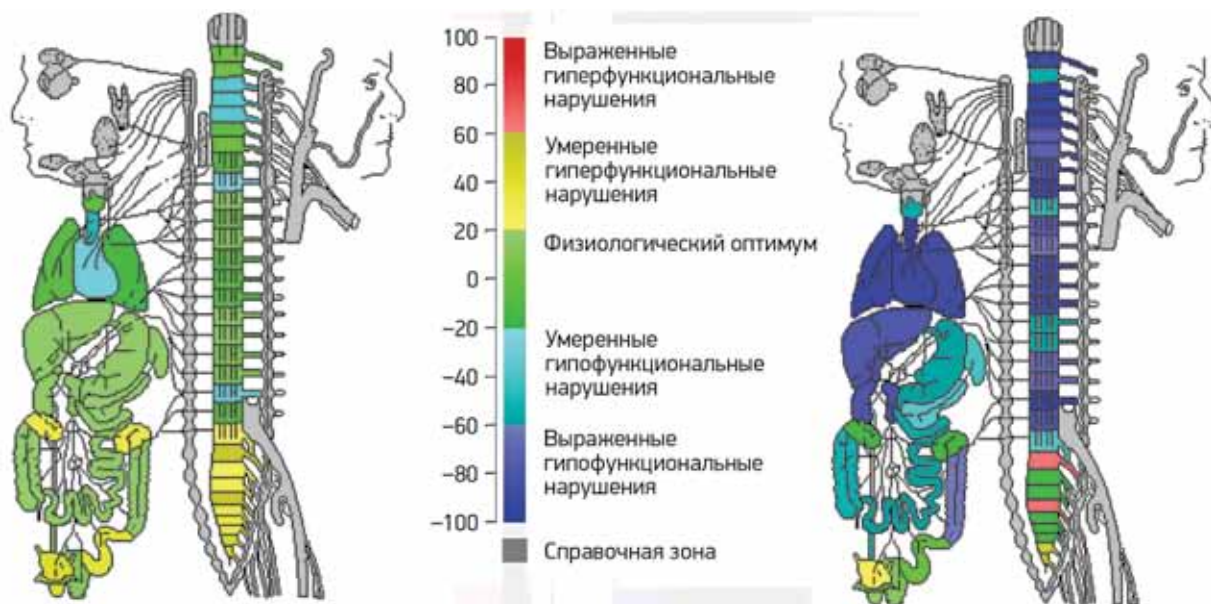 100
80
60
40
20
0
−20
−40
−60
−80
−100
Выраженные
гиперфункциональные
нарушения
Умеренные
гиперфункциональные
нарушения
Физиологический оптимум
Умеренные
гипофункциональные
нарушения
Выраженные
гипофункциональные
нарушения
Справочная зона